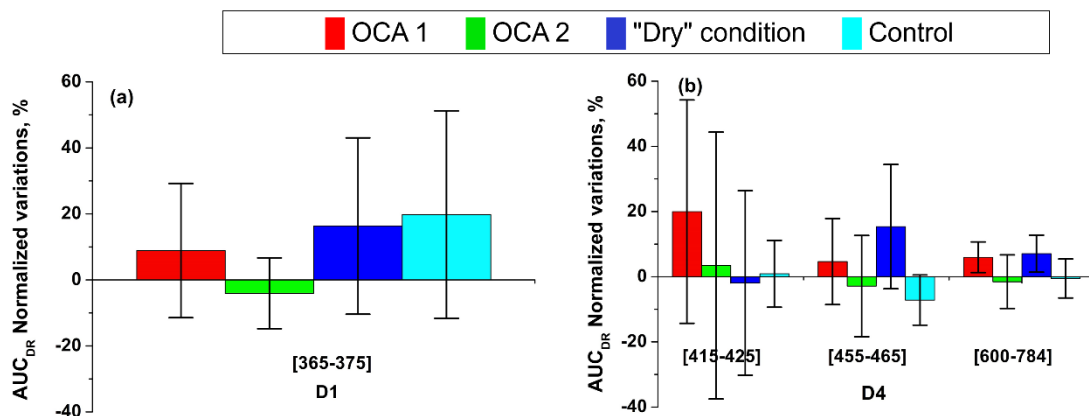 OCA 1 OCA 2 "Dry" condition Control
(a)
AUC_DR Normalized variations, %
60
40
20
0
-20
-40
[365-375]
D1
(b)
AUC_DR Normalized variations, %
60
40
20
0
-20
-40
[415-425] [455-465] [600-784]
D4